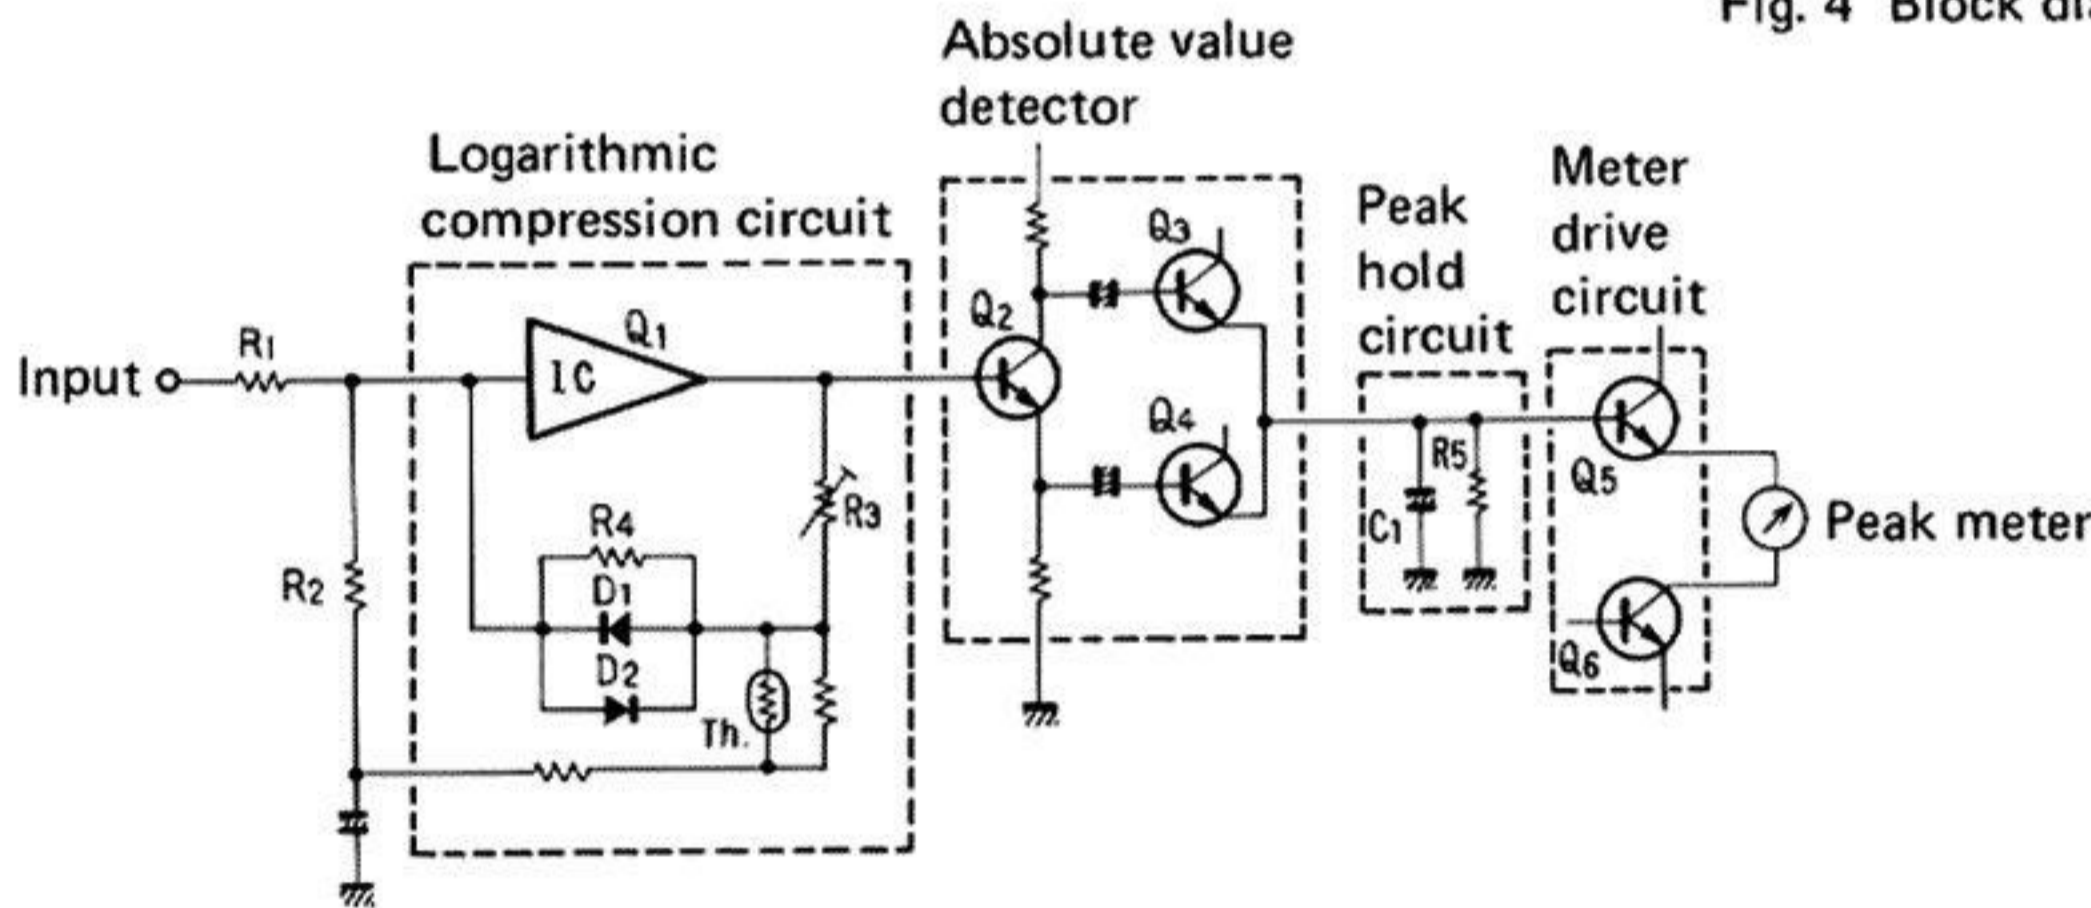 Fig. 4 Block
Absolute value
detector
Logarithmic
compression circuit
Peak
hold
circuit
Meter
drive
circuit
Input
R1
IC
Q1
Q2
Q3
Q4
R2
R3
R4
D1
D2
Th.
C1
R5
Q5
Q6
Peak meter